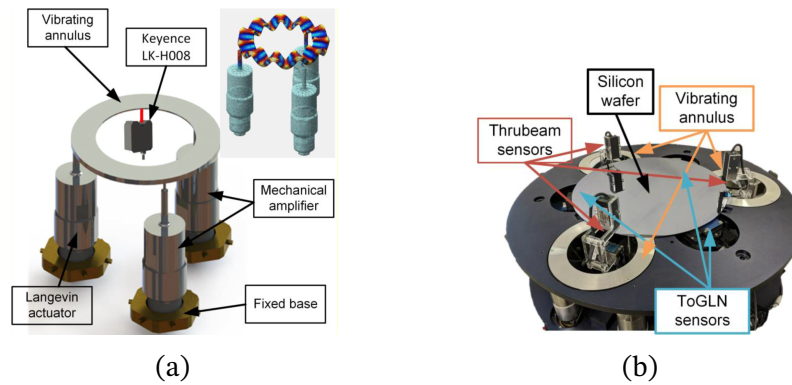 Vibrating
annulus
Keyence
LK-H008
Mechanical
amplifier
Langevin
actuator
Fixed base
(a)
Silicon
wafer
Vibrating
annulus
Thrubeam
sensors
ToGLN
sensors
(b)